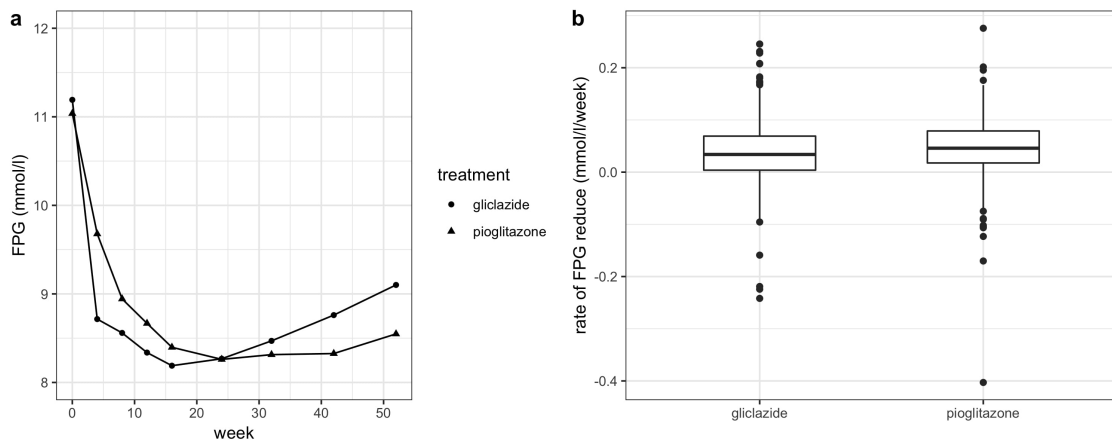 a
12
11
10
9
8
FPG (mmol/l)
0 10 20 30 40 50
week
treatment
gliclazide
pioglitazone
b
0.2
0.0
-0.2
-0.4
rate of FPG reduce (mmol/l/week)
gliclazide pioglitazone